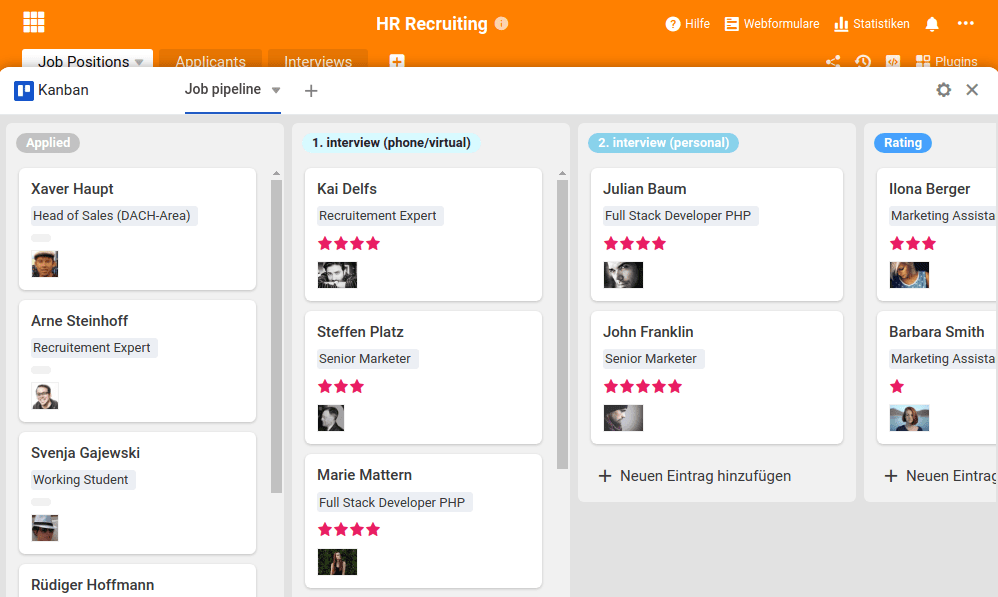 HR Recruiting
Hilfe
Webformulare
Statistiken
Job Positions
Applicants
Interviews
Plugins
Kanban
Job pipeline
Applied
Xaver Haupt
Head of Sales (DACH-Area)
Arne Steinhoff
Recruitement Expert
Svenja Gajewski
Working Student
Rüdiger Hoffmann
1. interview (phone/virtual)
Kai Delfs
Recruitement Expert
Steffen Platz
Senior Marketer
Marie Mattern
Full Stack Developer PHP
2. interview (personal)
Julian Baum
Full Stack Developer PHP
John Franklin
Senior Marketer
Neuen Eintrag hinzufügen
Rating
Ilona Berger
Marketing Assista
Barbara Smith
Marketing Assista
Neuen Eintrag